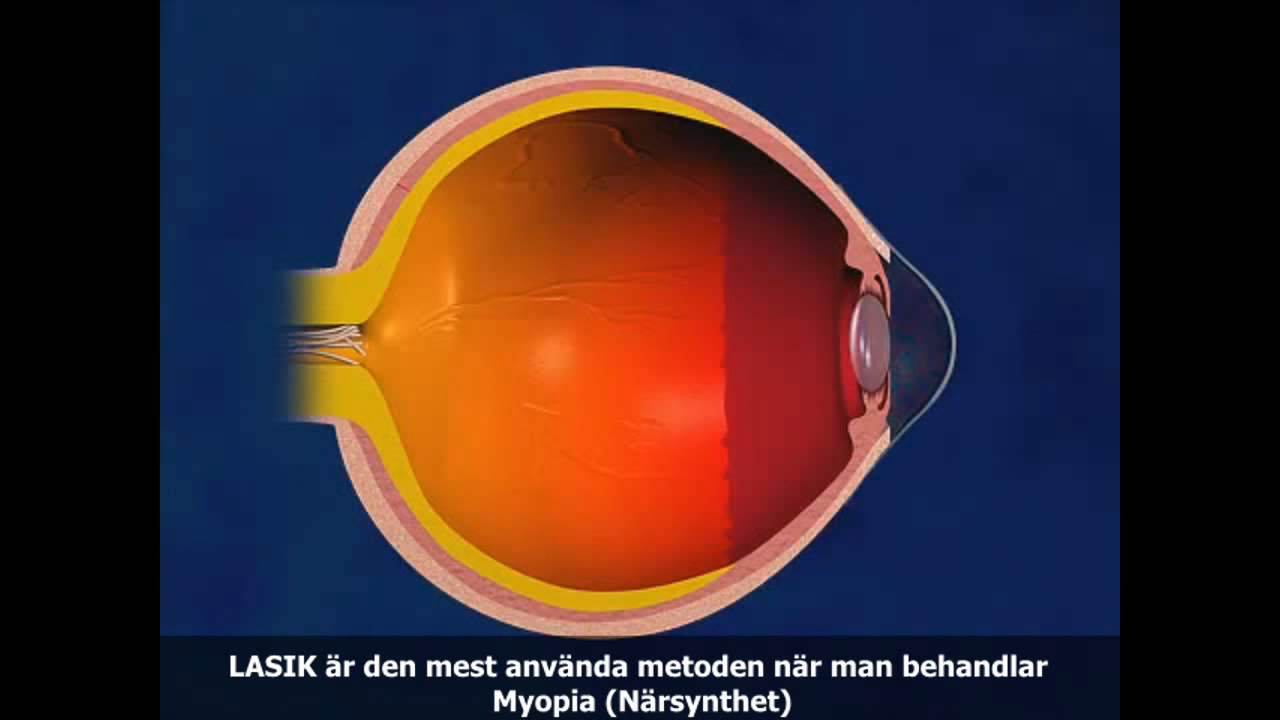 LASIK är den mest använda metoden när man behandlar
Myopia (Närsynthet)